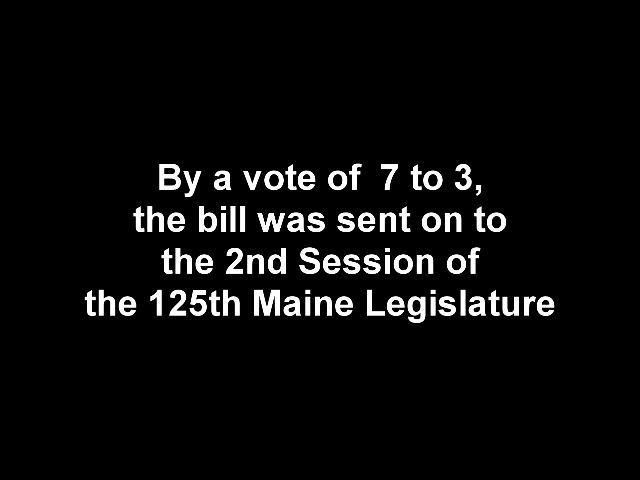 By a vote of  7 to 3,
the bill was sent on to
the 2nd Session of
the 125th Maine Legislature